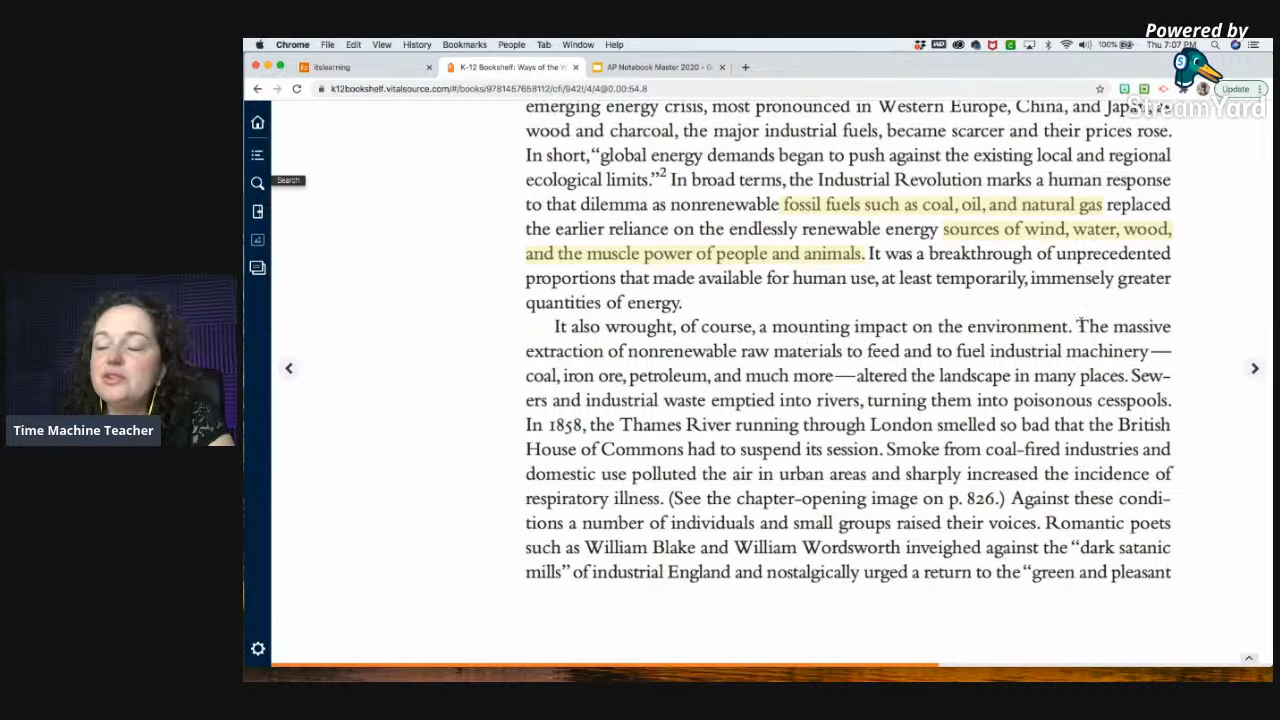 Powered by
StreamYard
Chrome File Edit View History Bookmarks People Tab Window Help
100% Thu 7:07 PM
itslearning
K-12 Bookshelf: Ways of the W
AP Notebook Master 2020 - G
k12bookshelf.vitalsource.com/#/books/9781457658112/cfi/942!/4/4@0.00:54.8
Update
Search
emerging energy crisis, most pronounced in Western Europe, China, and Japan, as
wood and charcoal, the major industrial fuels, became scarcer and their prices rose.
In short, “global energy demands began to push against the existing local and regional
ecological limits.”2 In broad terms, the Industrial Revolution marks a human response
to that dilemma as nonrenewable fossil fuels such as coal, oil, and natural gas replaced
the earlier reliance on the endlessly renewable energy sources of wind, water, wood,
and the muscle power of people and animals. It was a breakthrough of unprecedented
proportions that made available for human use, at least temporarily, immensely greater
quantities of energy.
It also wrought, of course, a mounting impact on the environment. The massive
extraction of nonrenewable raw materials to feed and to fuel industrial machinery—
coal, iron ore, petroleum, and much more—altered the landscape in many places. Sew-
ers and industrial waste emptied into rivers, turning them into poisonous cesspools.
In 1858, the Thames River running through London smelled so bad that the British
House of Commons had to suspend its session. Smoke from coal-fired industries and
domestic use polluted the air in urban areas and sharply increased the incidence of
respiratory illness. (See the chapter-opening image on p. 826.) Against these condi-
tions a number of individuals and small groups raised their voices. Romantic poets
such as William Blake and William Wordsworth inveighed against the “dark satanic
mills” of industrial England and nostalgically urged a return to the “green and pleasant
Time Machine Teacher